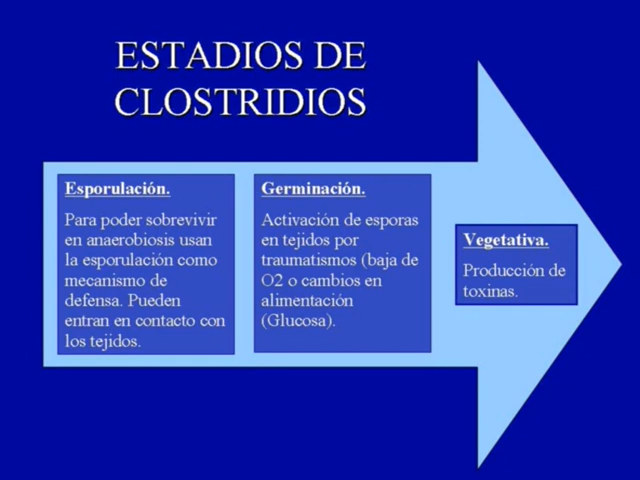 ESTADIOS DE
CLOSTRIDIOS
Esporulación.
Para poder sobrevivir
en anaerobiosis usan
la esporulación como
mecanismo de
defensa. Pueden
entran en contacto con
los tejidos.
Germinación.
Activación de esporas
en tejidos por
traumatismos (baja de
O2 o cambios en
alimentación
(Glucosa).
Vegetativa.
Producción de
toxinas.